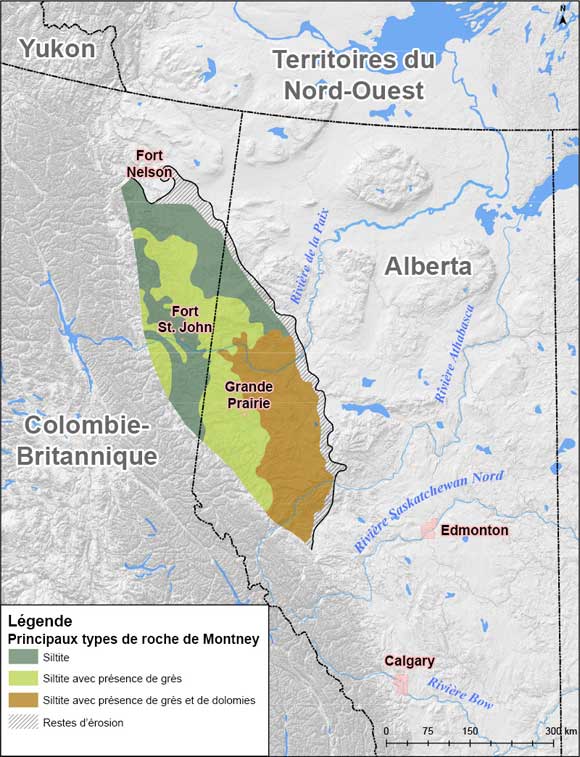 N
Yukon
Territoires du
Nord-Ouest
Fort
Nelson
Rivière de la Paix
Alberta
Rivière Athabasca
Fort
St. John
Grande
Prairie
Colombie-
Britannique
Rivière Saskatchewan Nord
Edmonton
Calgary
Rivière Bow
Légende
Principaux types de roche de Montney
Siltite
Siltite avec présence de grès
Siltite avec présence de grès et de dolomies
Restes d'érosion
0 75 150 300 km